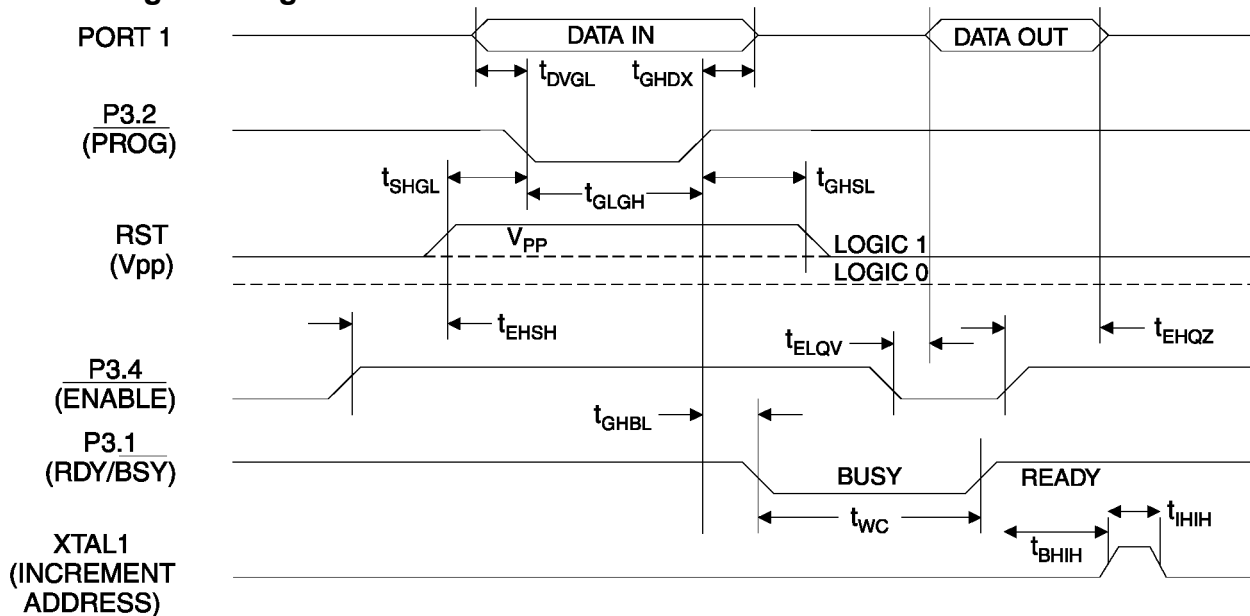 PORT 1
DATA IN
DATA OUT
tDVGL
tGHDX
P3.2
(PROG)
tSHGL
tGLGH
tGHSL
RST
(Vpp)
VPP
LOGIC 1
LOGIC 0
tEHSH
tELQV
tEHQZ
P3.4
(ENABLE)
tGHBL
P3.1
(RDY/BSY)
BUSY
READY
tWC
tIHIH
tBHIH
XTAL1
(INCREMENT
ADDRESS)